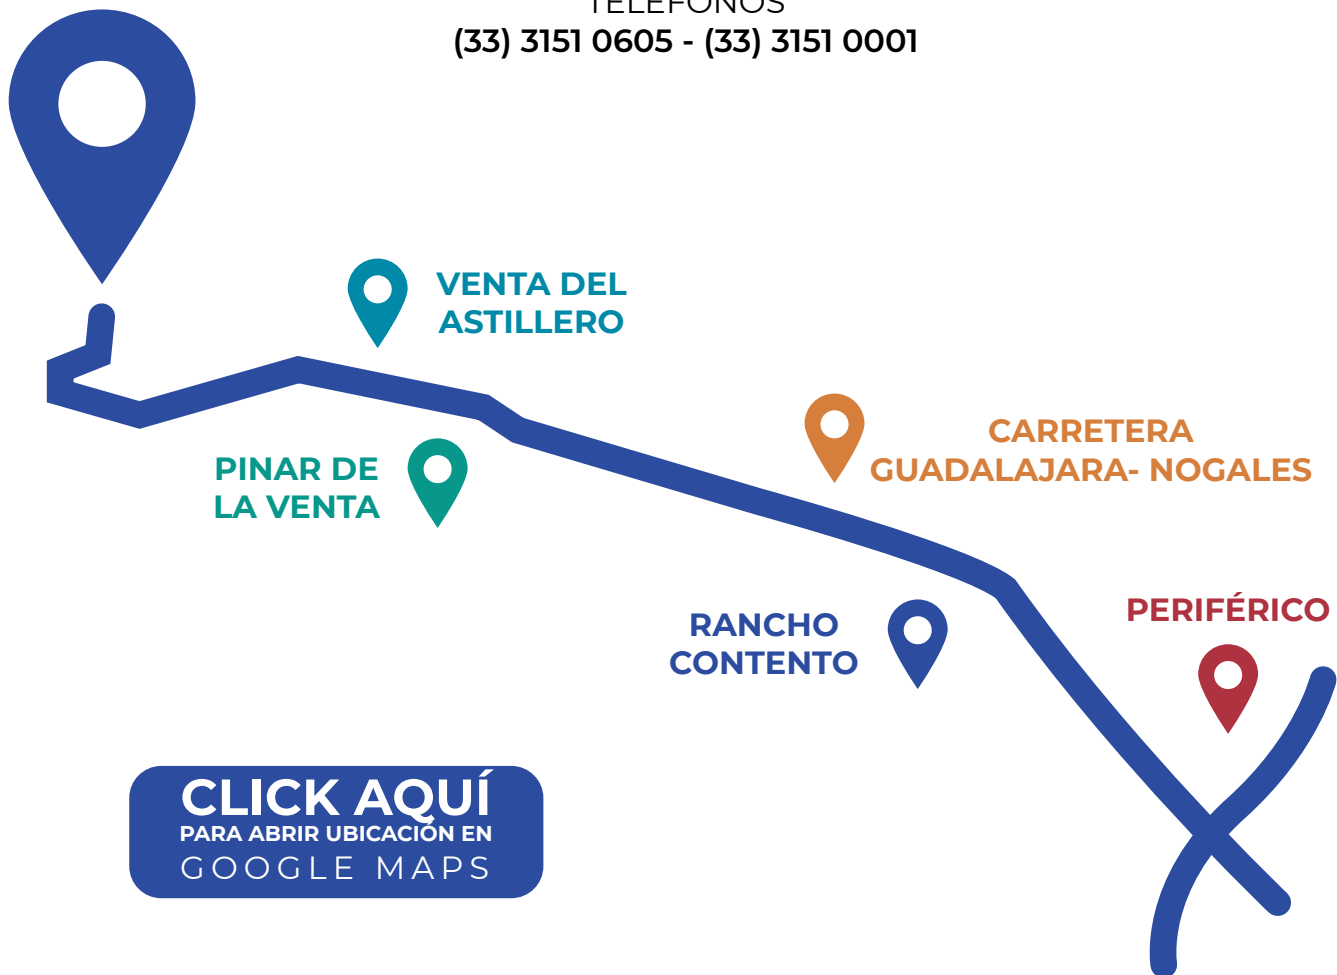 TELÉFONOS
(33) 3151 0605 - (33) 3151 0001
VENTA DEL
ASTILLERO
CARRETERA
GUADALAJARA- NOGALES
PINAR DE
LA VENTA
PERIFÉRICO
RANCHO
CONTENTO
CLICK AQUÍ
PARA ABRIR UBICACIÓN EN
GOOGLE MAPS